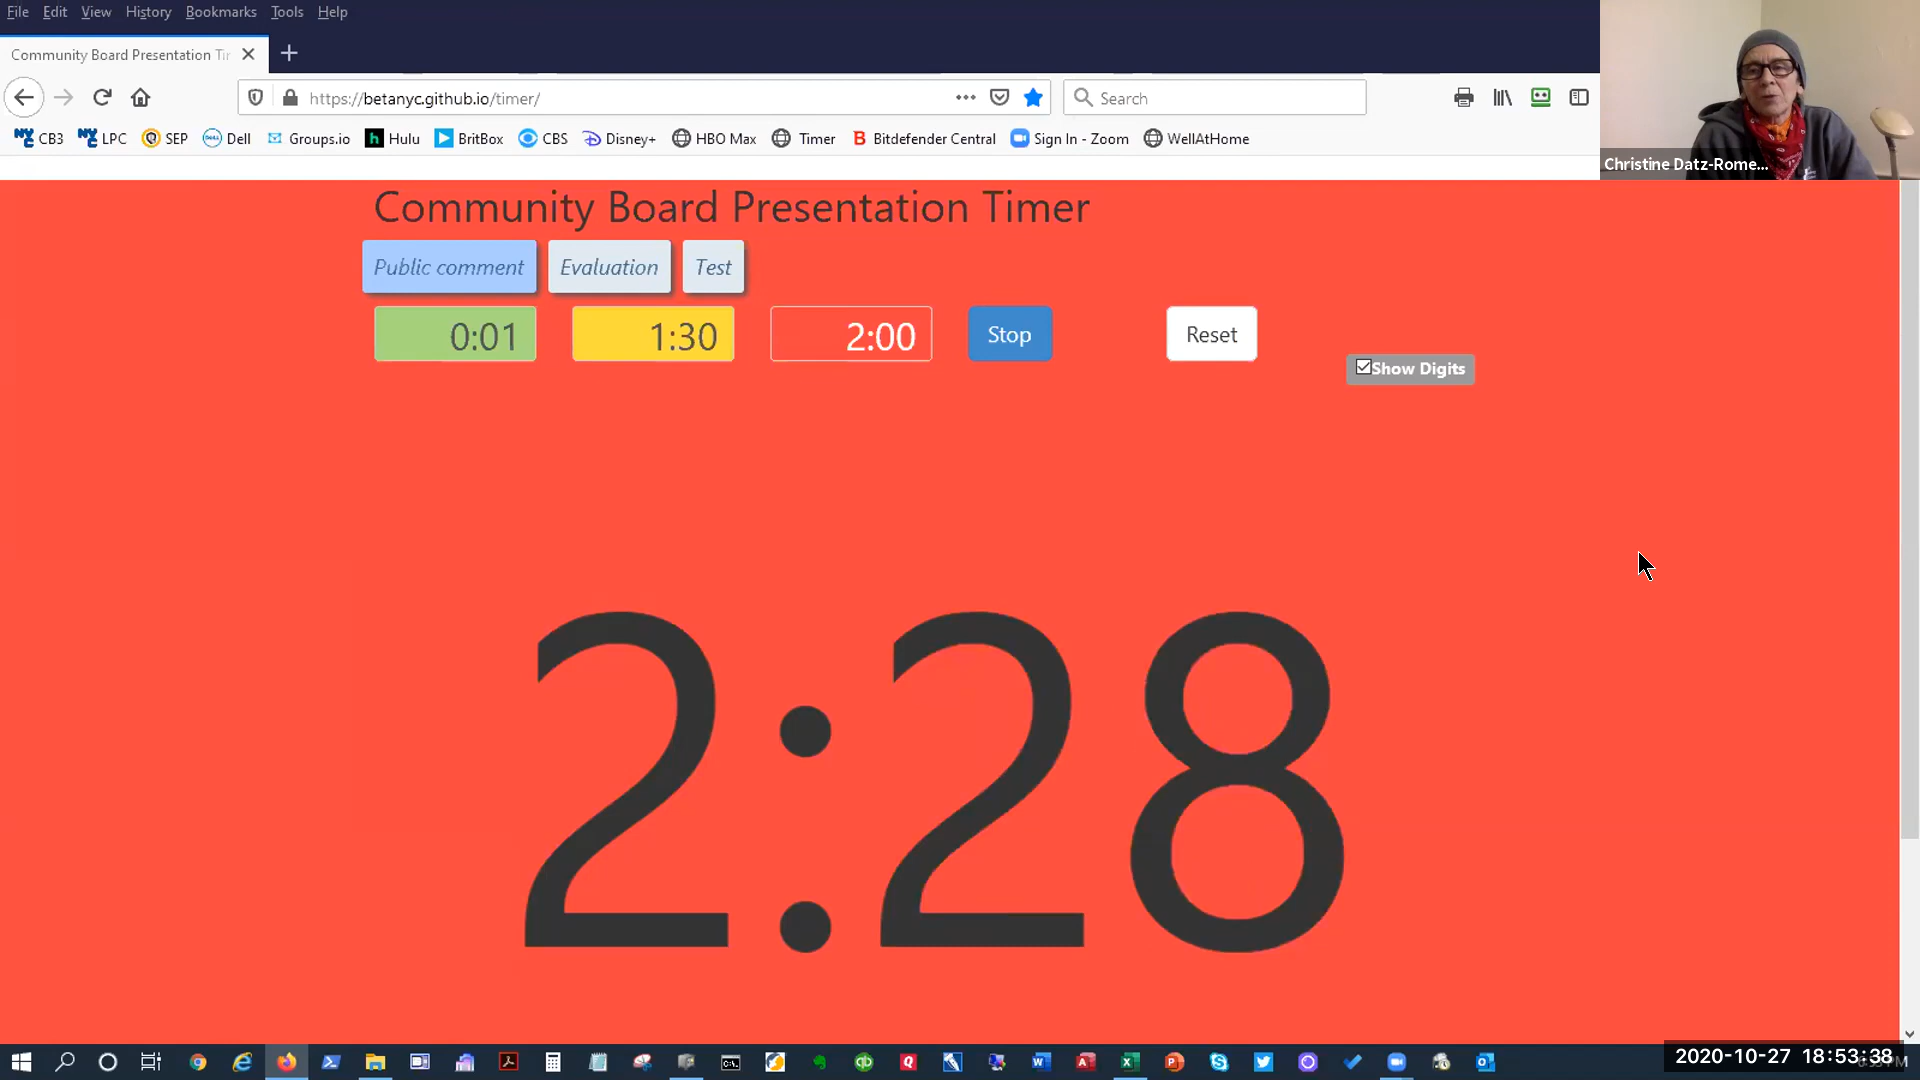 File Edit View History Bookmarks Tools Help
Community Board Presentation Tir
https://betanyc.github.io/timer/
Search
CB3 LPC SEP Dell Groups.io Hulu BritBox CBS Disney+ HBO Max Timer Bitdefender Central Sign In - Zoom WellAtHome
Christine Datz-Rome...
Community Board Presentation Timer
Public comment Evaluation Test
0:01 1:30 2:00 Stop Reset
Show Digits
2:28
2020-10-27 18:53:38